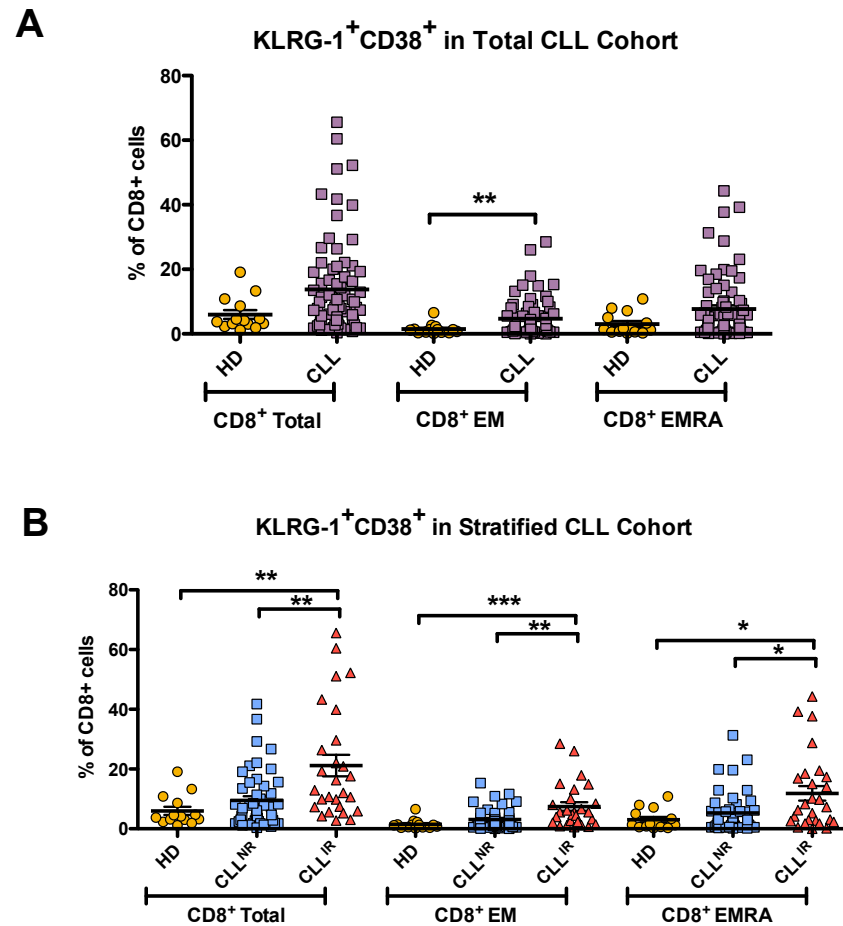 A
KLRG-1⁺CD38⁺ in Total CLL Cohort
% of CD8+ cells
80
60
40
20
0
**
HD
CLL
HD
CLL
HD
CLL
CD8⁺ Total
CD8⁺ EM
CD8⁺ EMRA
B
KLRG-1⁺CD38⁺ in Stratified CLL Cohort
% of CD8+ cells
80
60
40
20
0
**
**
***
**
*
*
HD
CLLᴺᴿ
CLLᴵᴿ
HD
CLLᴺᴿ
CLLᴵᴿ
HD
CLLᴺᴿ
CLLᴵᴿ
CD8⁺ Total
CD8⁺ EM
CD8⁺ EMRA